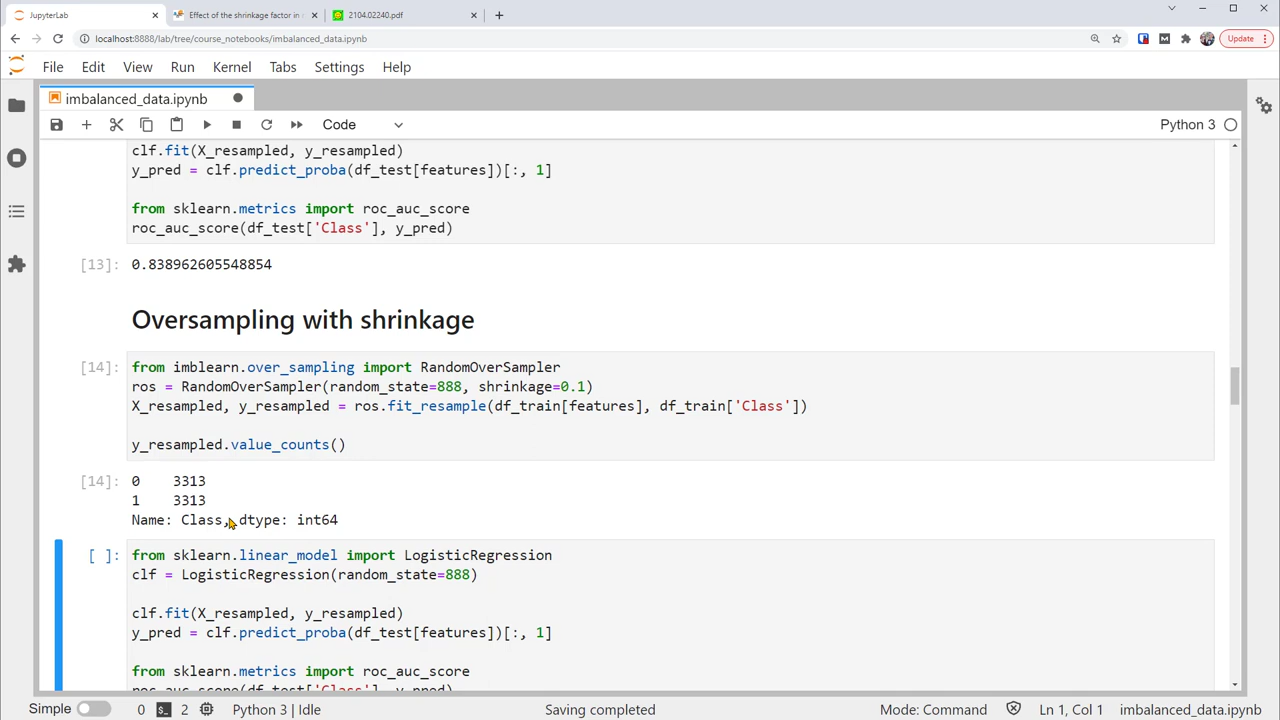 JupyterLab
Effect of the shrinkage factor in
2104.02240.pdf
localhost:8888/lab/tree/course_notebooks/imbalanced_data.ipynb
Update
File Edit View Run Kernel Tabs Settings Help
imbalanced_data.ipynb
Code
Python 3
clf.fit(X_resampled, y_resampled)
y_pred = clf.predict_proba(df_test[features])[:, 1]
from sklearn.metrics import roc_auc_score
roc_auc_score(df_test['Class'], y_pred)
[13]: 0.838962605548854
Oversampling with shrinkage
[14]: from imblearn.over_sampling import RandomOverSampler
ros = RandomOverSampler(random_state=888, shrinkage=0.1)
X_resampled, y_resampled = ros.fit_resample(df_train[features], df_train['Class'])
y_resampled.value_counts()
[14]: 0 3313
1 3313
Name: Class, dtype: int64
[ ]: from sklearn.linear_model import LogisticRegression
clf = LogisticRegression(random_state=888)
clf.fit(X_resampled, y_resampled)
y_pred = clf.predict_proba(df_test[features])[:, 1]
from sklearn.metrics import roc_auc_score
roc_auc_score(df_test['Class'], y_pred)
Simple 0 2 Python 3 | Idle Saving completed Mode: Command Ln 1, Col 1 imbalanced_data.ipynb